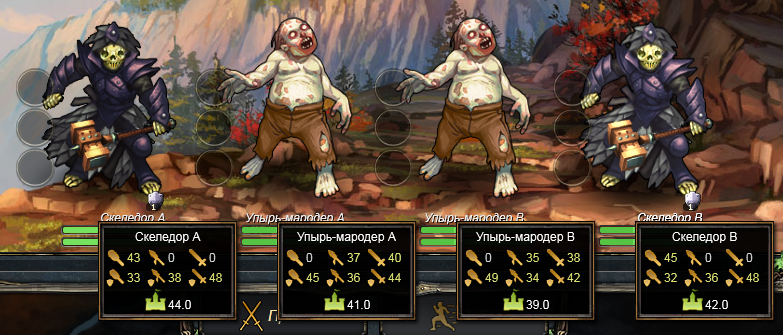 1
1
Скеледор A
Упырь-мародер A
Упырь-мародер B
Скеледор B
Скеледор A
43 0 0
33 38 48
44.0
Упырь-мародер A
0 37 40
45 36 44
41.0
Упырь-мародер B
0 35 38
49 34 42
39.0
Скеледор B
45 0 0
32 36 48
42.0